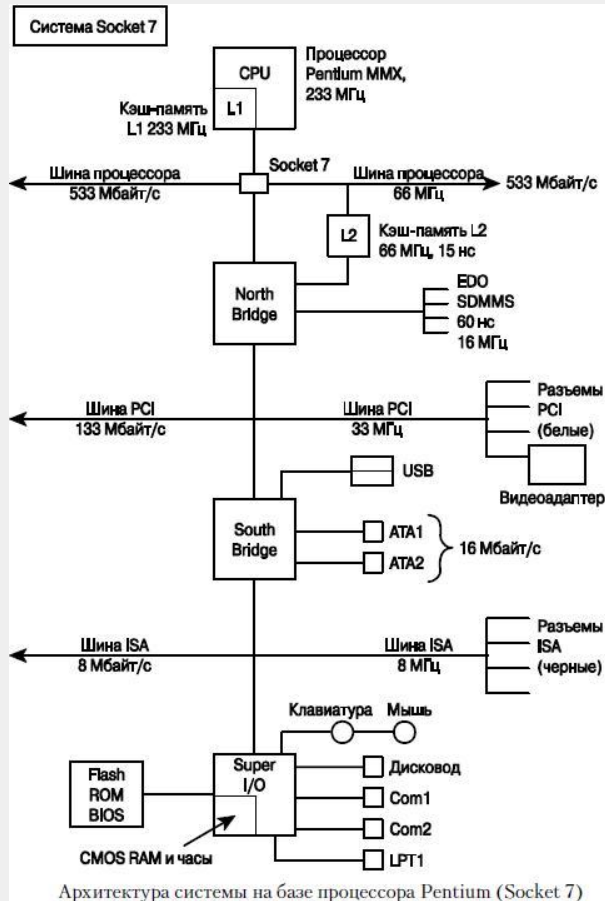 Система Socket 7
CPU
L1
Процессор
Pentium MMX,
233 МГц
Кэш-память
L1 233 МГц
Socket 7
Шина процессора
533 Мбайт/с
Шина процессора
66 МГц
533 Мбайт/с
L2
Кэш-память L2
66 МГц, 15 нс
North
Bridge
EDO
SDMMS
60 нс
16 МГц
Шина PCI
133 Мбайт/с
Шина PCI
33 МГц
Разъемы
PCI
(белые)
Видеоадаптер
USB
South
Bridge
ATA1
ATA2
16 Мбайт/с
Шина ISA
8 Мбайт/с
Шина ISA
8 МГц
Разъемы
ISA
(черные)
Клавиатура
Мышь
Flash
ROM
BIOS
Super
I/O
Дисковод
Com1
Com2
LPT1
CMOS RAM и часы
Архитектура системы на базе процессора Pentium (Socket 7)